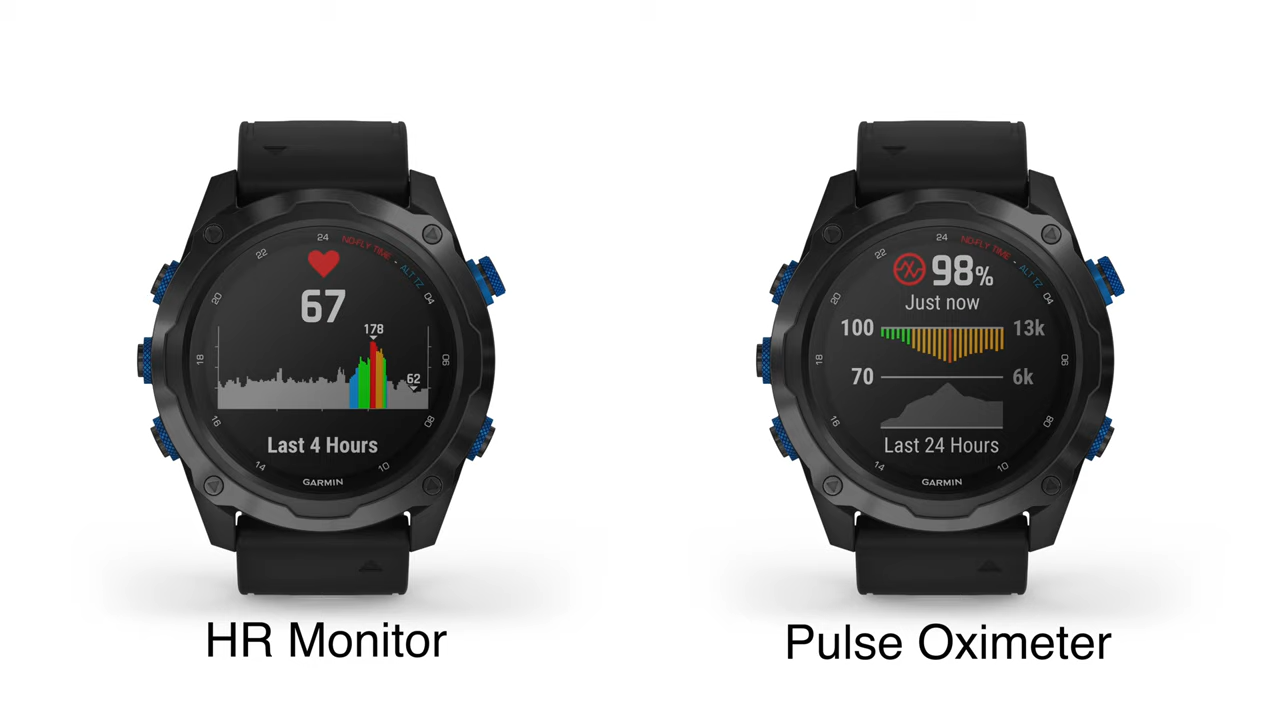 24
22
20
18
16
14
10
08
06
04
NO-FLY TIME - ALT TZ
67
178
62
Last 4 Hours
GARMIN
HR Monitor
24
22
20
18
16
14
10
08
06
04
NO-FLY TIME - ALT TZ
98%
Just now
100 13k
70 6k
Last 24 Hours
GARMIN
Pulse Oximeter